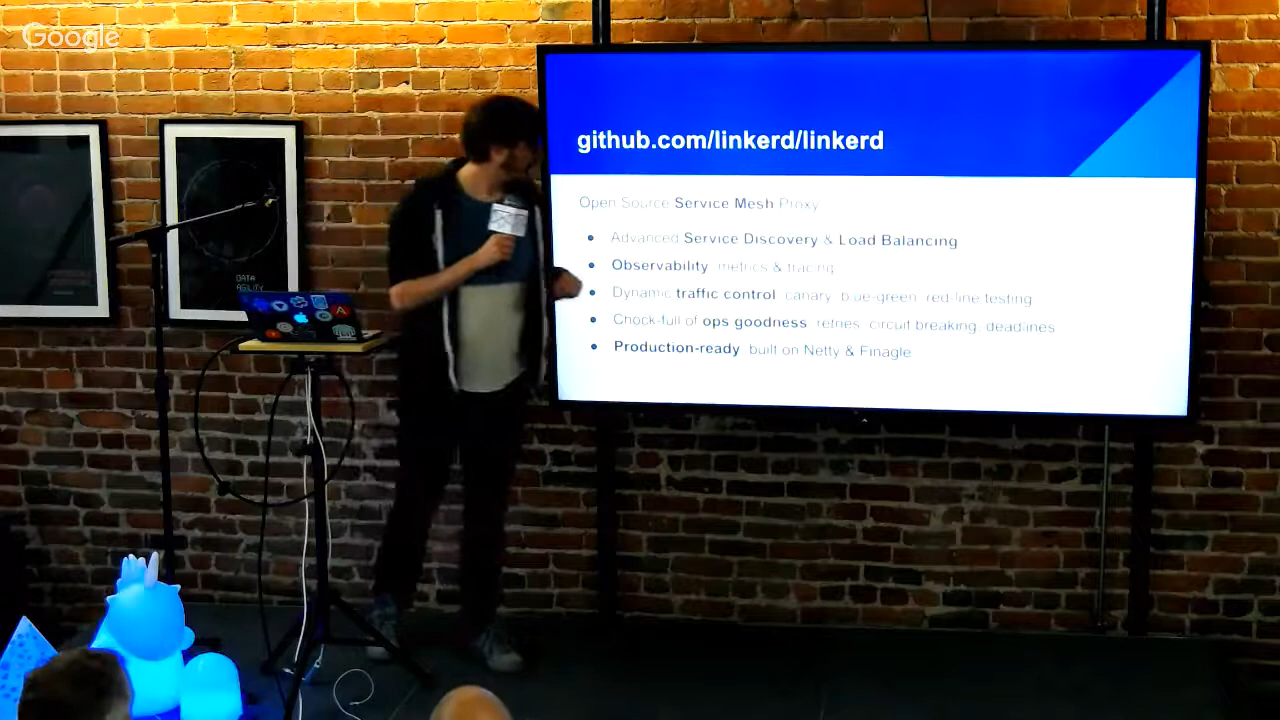 Google
github.com/linkerd/linkerd
Open Source Service Mesh Proxy
• Advanced Service Discovery & Load Balancing
• Observability metrics & tracing
• Dynamic traffic control canary blue-green red line testing
• Chock-full of ops goodness retries circuit breaking deadlines
• Production-ready built on Netty & Finagle
DATA
AGILITY